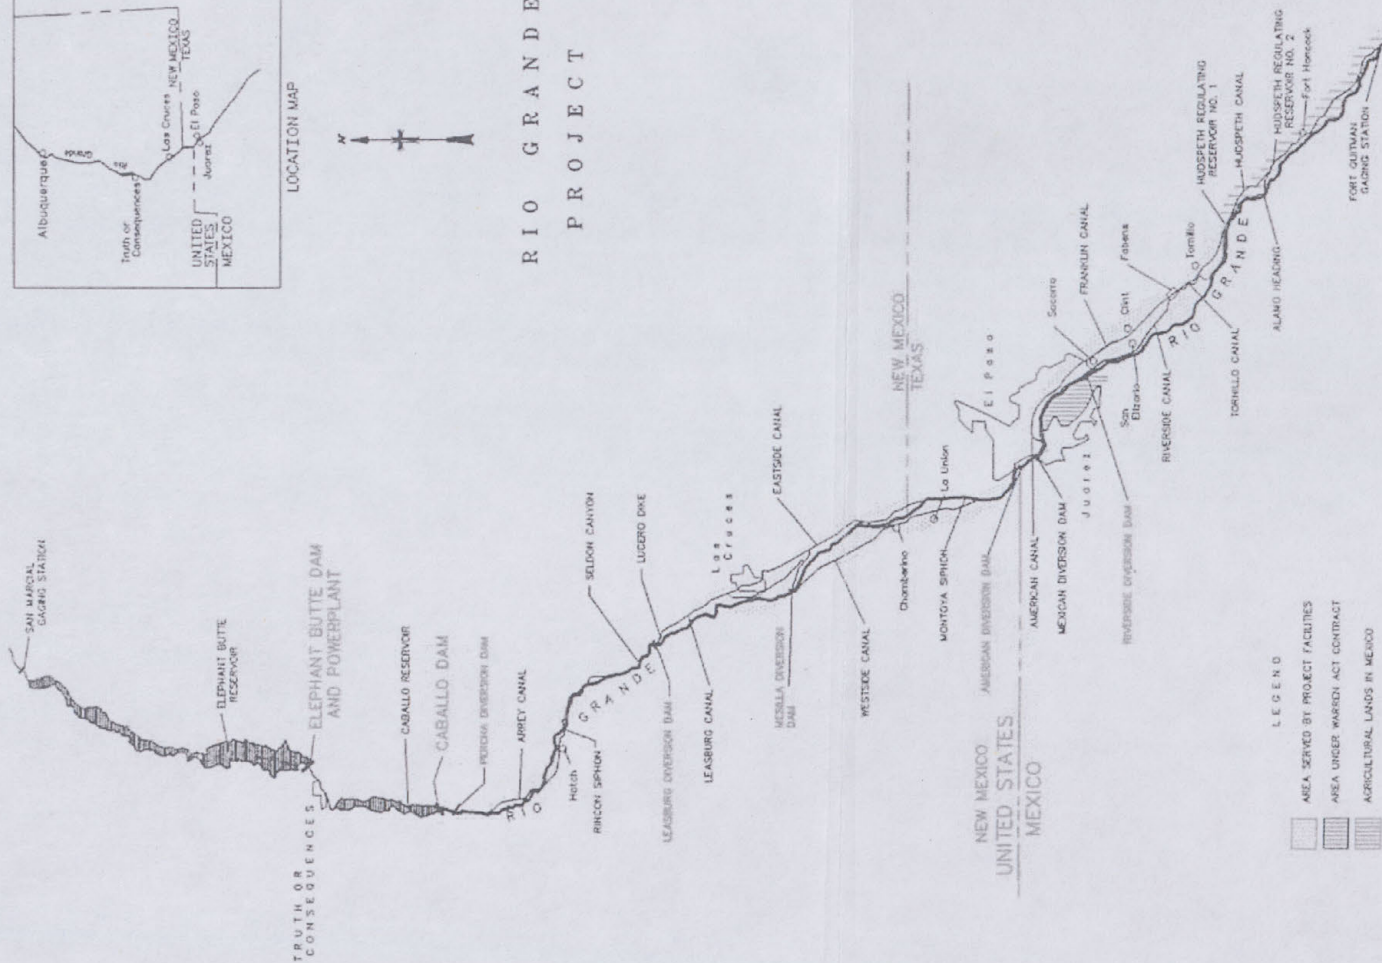 Albuquerque
Truth or
Consequences
Las Cruces
NEW MEXICO
TEXAS
El Paso
Juarez
UNITED
STATES
MEXICO
LOCATION MAP
N
RIO GRANDE
PROJECT
SAN MARCIAL
GAGING STATION
ELEPHANT BUTTE
RESERVOIR
ELEPHANT BUTTE DAM
AND POWERPLANT
TRUTH OR
CONSEQUENCES
CABALLO RESERVOIR
CABALLO DAM
PERCHA DIVERSION DAM
ARREY CANAL
RIO GRANDE
Hatch
RINCON SIPHON
SELDON CANYON
LUCERO DIKE
LEASBURG DIVERSION DAM
LEASBURG CANAL
Las
Cruces
MESILLA DIVERSION
DAM
EASTSIDE CANAL
WESTSIDE CANAL
NEW MEXICO
TEXAS
Chamberino
La Union
MONTOYA SIPHON
El Paso
AMERICAN DIVERSION DAM
NEW MEXICO
UNITED STATES
MEXICO
AMERICAN CANAL
MEXICAN DIVERSION DAM
Juarez
RIVERSIDE DIVERSION DAM
Socorro
FRANKLIN CANAL
San
Elizario
Clint
Fabens
RIVERSIDE CANAL
Tornillo
RIO GRANDE
TORNILLO CANAL
HUDSPETH REGULATING
RESERVOIR NO. 1
HUDSPETH CANAL
ALAMO HEADING
HUDSPETH REGULATING
RESERVOIR NO. 2
Fort Hancock
FORT QUITMAN
GAGING STATION
LEGEND
AREA SERVED BY PROJECT FACILITIES
AREA UNDER WARREN ACT CONTRACT
AGRICULTURAL LANDS IN MEXICO